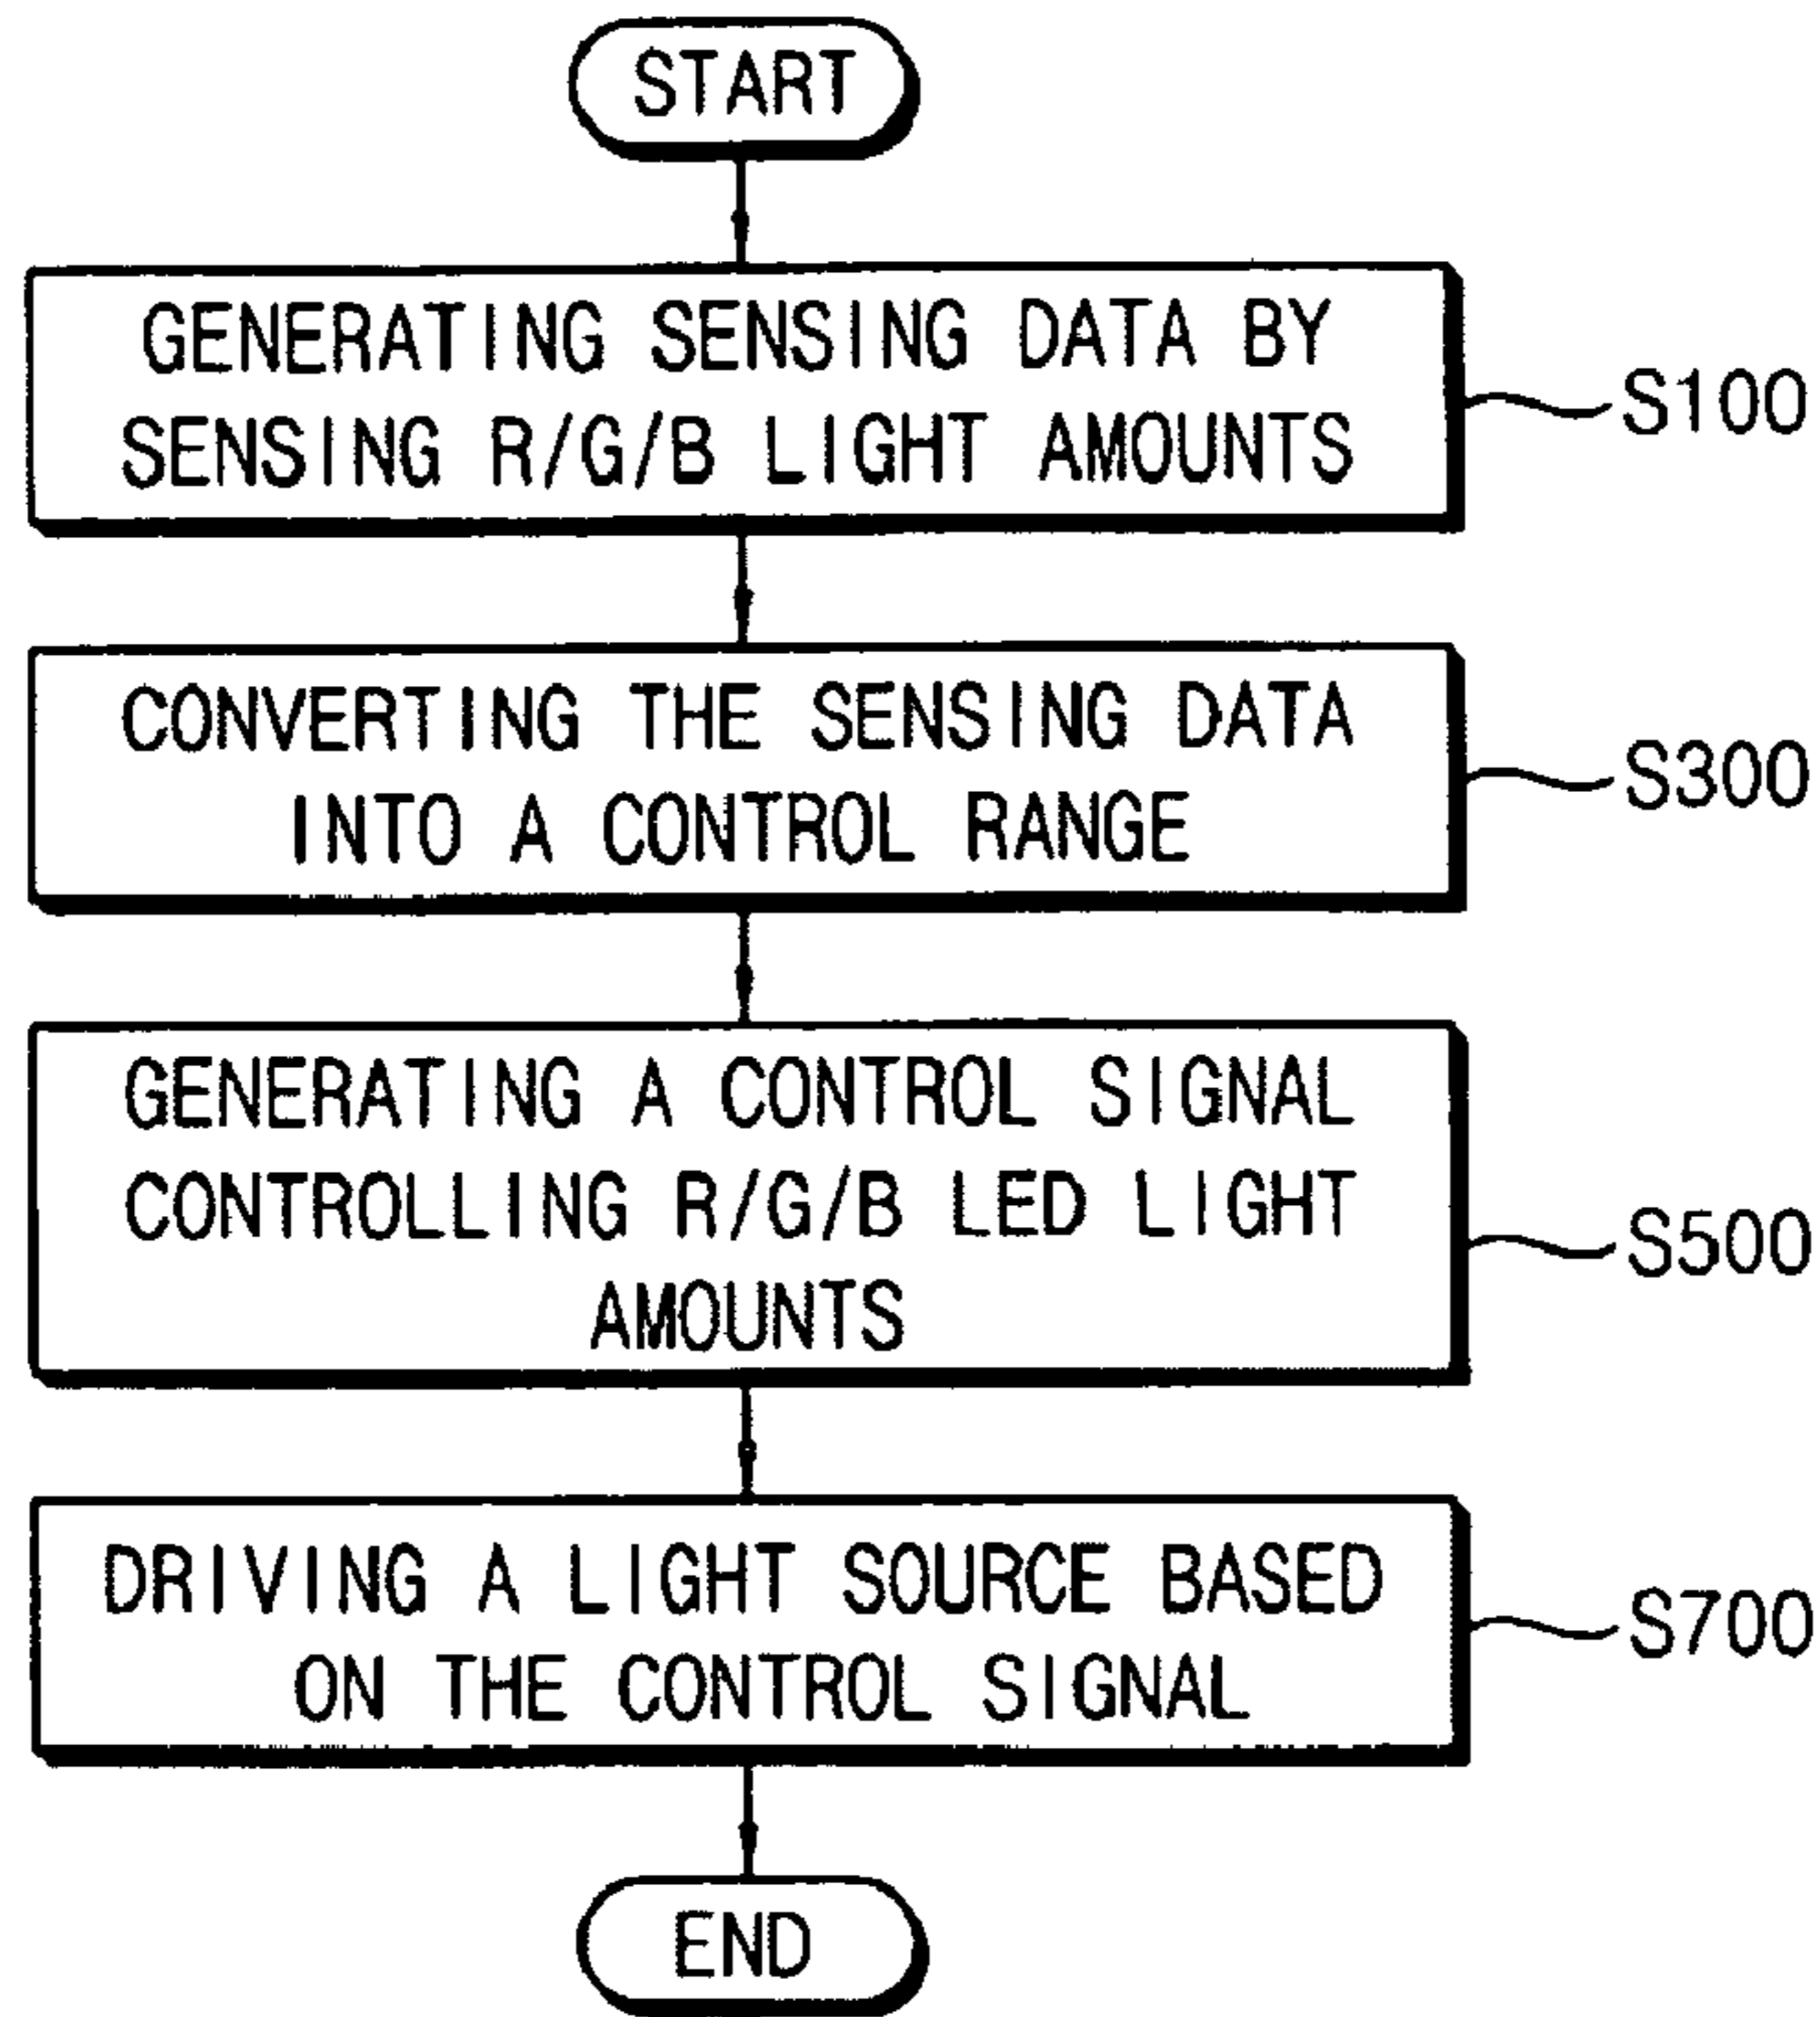 START
GENERATING SENSING DATA BY
SENSING R/G/B LIGHT AMOUNTS
S100
CONVERTING THE SENSING DATA
INTO A CONTROL RANGE
S300
GENERATING A CONTROL SIGNAL
CONTROLLING R/G/B LED LIGHT
AMOUNTS
S500
DRIVING A LIGHT SOURCE BASED
ON THE CONTROL SIGNAL
S700
END